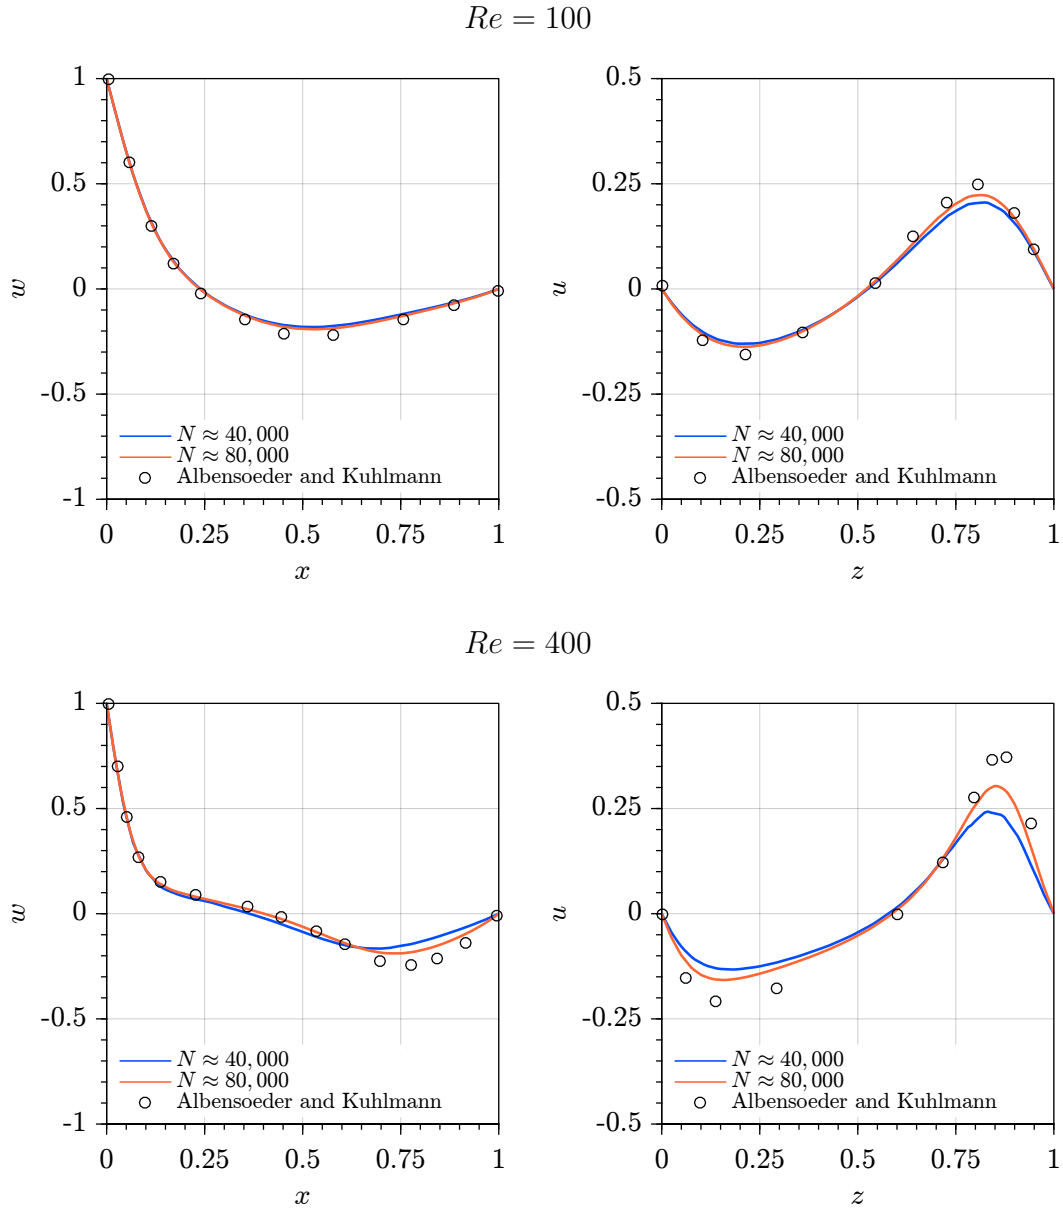 Re = 100
1
0.5
0
-0.5
-1
w
0
0.25
0.5
0.75
1
x
N ≈ 40,000
N ≈ 80,000
Albensoeder and Kuhlmann
0.5
0.25
0
-0.25
-0.5
u
0
0.25
0.5
0.75
1
z
N ≈ 40,000
N ≈ 80,000
Albensoeder and Kuhlmann
Re = 400
1
0.5
0
-0.5
-1
w
0
0.25
0.5
0.75
1
x
N ≈ 40,000
N ≈ 80,000
Albensoeder and Kuhlmann
0.5
0.25
0
-0.25
-0.5
u
0
0.25
0.5
0.75
1
z
N ≈ 40,000
N ≈ 80,000
Albensoeder and Kuhlmann